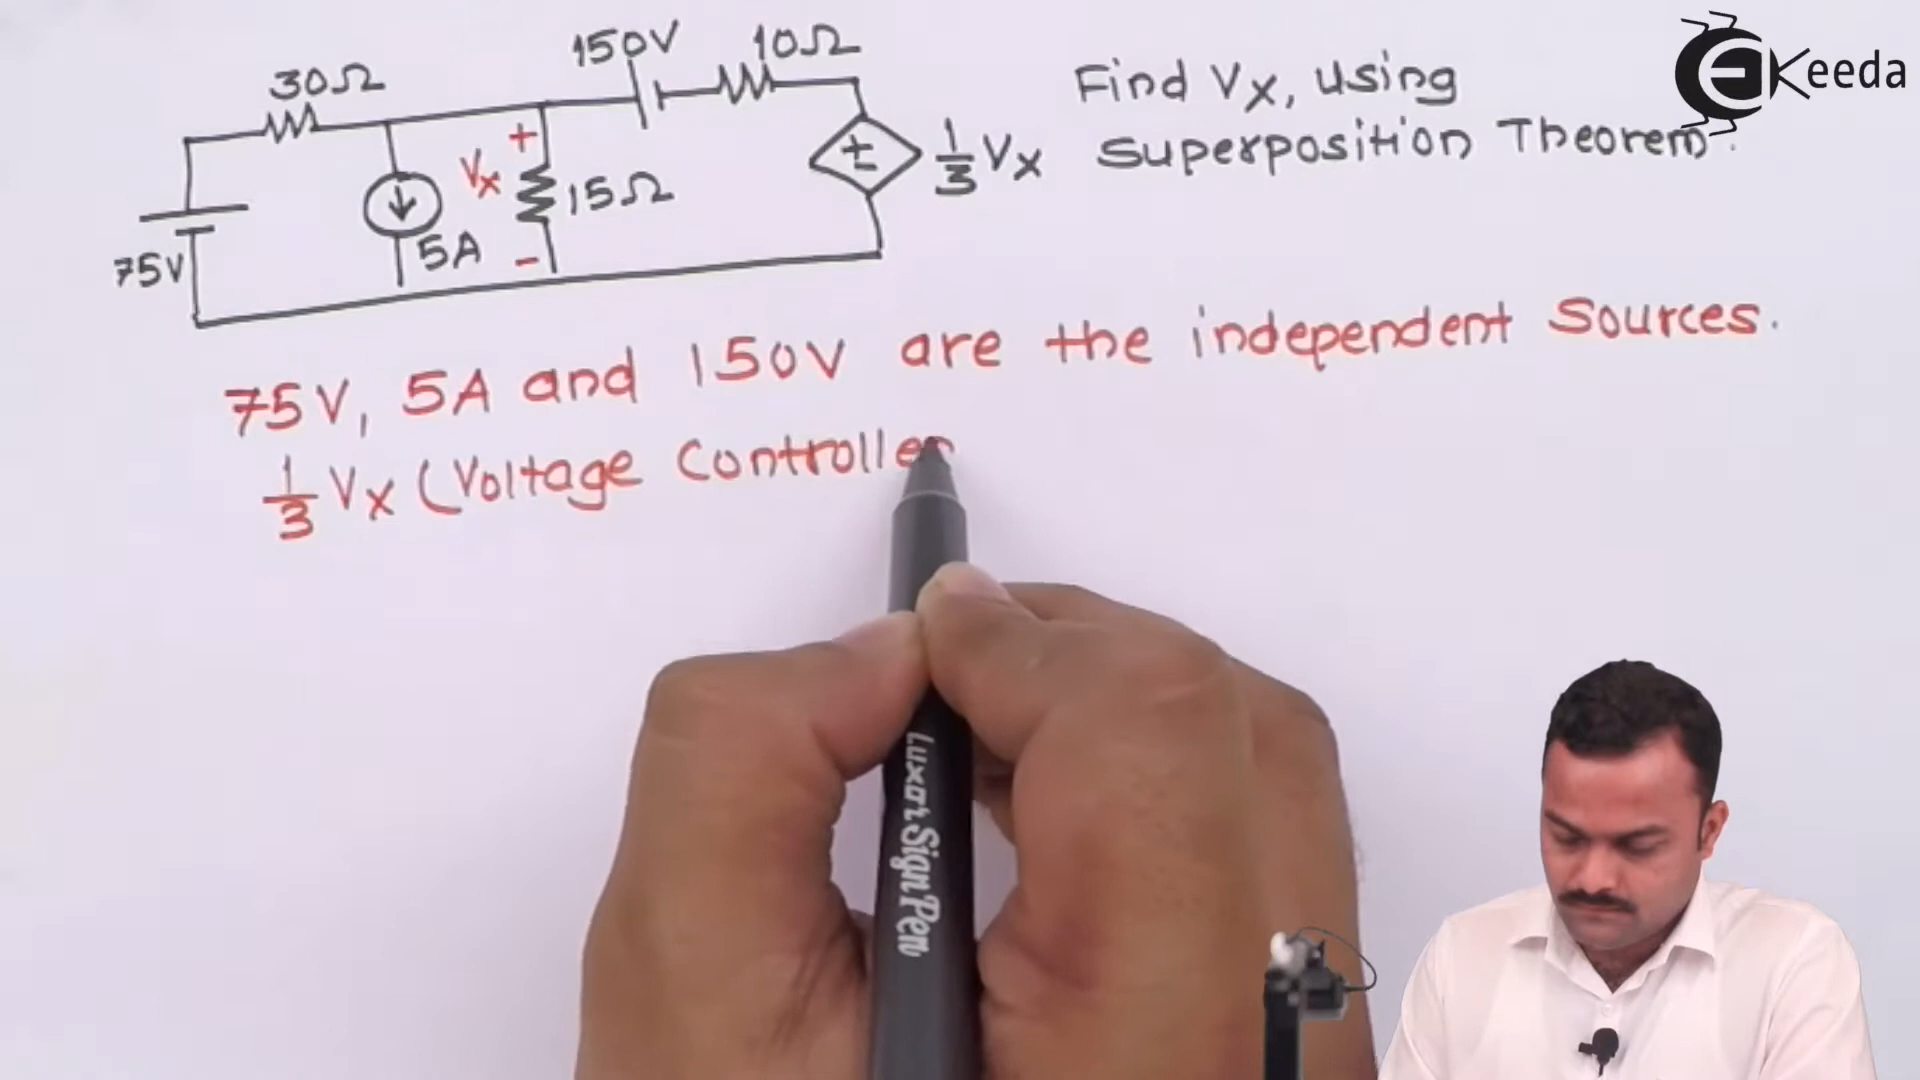 150V
10Ω
30Ω
Find Vx, using
Superposition Theorem.
+
Vx
15Ω
±
1/3 Vx
5A
-
75V
75V, 5A and 150V are the independent Sources.
1/3 Vx (Voltage Controlle
Luxor Sign Pen
EKeeda